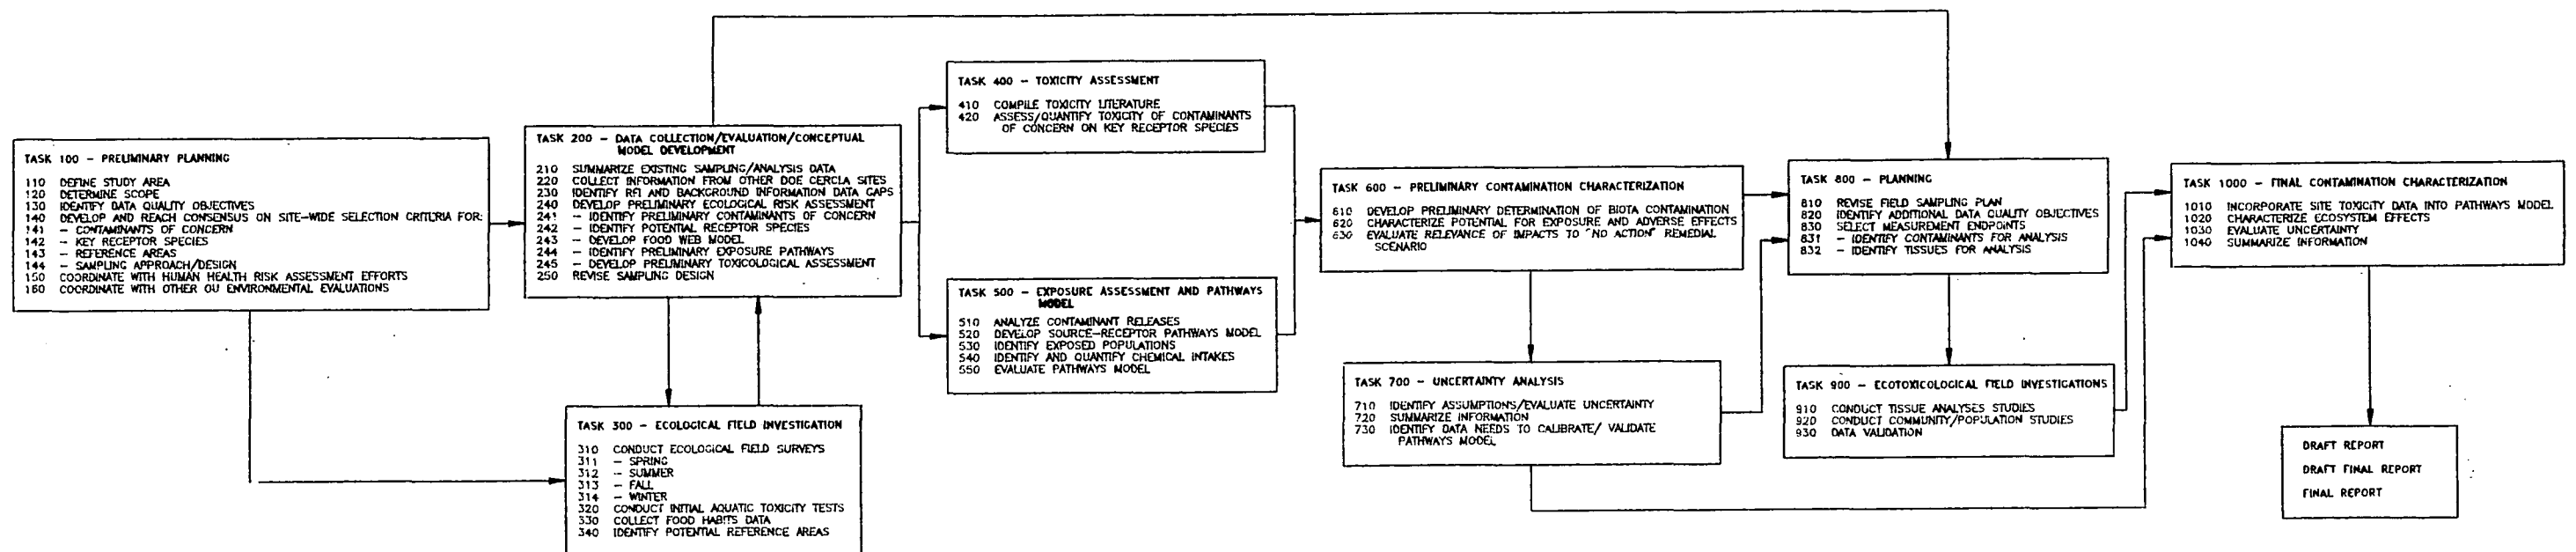 TASK 100 – PRELIMINARY PLANNING
110 DEFINE STUDY AREA
120 DETERMINE SCOPE
130 IDENTIFY DATA QUALITY OBJECTIVES
140 DEVELOP AND REACH CONSENSUS ON SITE-WIDE SELECTION CRITERIA FOR:
141 – CONTAMINANTS OF CONCERN
142 – KEY RECEPTOR SPECIES
143 – REFERENCE AREAS
144 – SAMPLING APPROACH/DESIGN
150 COORDINATE WITH HUMAN HEALTH RISK ASSESSMENT EFFORTS
160 COORDINATE WITH OTHER OU ENVIRONMENTAL EVALUATIONS
TASK 200 – DATA COLLECTION/EVALUATION/CONCEPTUAL
MODEL DEVELOPMENT
210 SUMMARIZE EXISTING SAMPLING/ANALYSIS DATA
220 COLLECT INFORMATION FROM OTHER DOE CERCLA SITES
230 IDENTIFY RFI AND BACKGROUND INFORMATION DATA GAPS
240 DEVELOP PRELIMINARY ECOLOGICAL RISK ASSESSMENT
241 – IDENTIFY PRELIMINARY CONTAMINANTS OF CONCERN
242 – IDENTIFY POTENTIAL RECEPTOR SPECIES
243 – DEVELOP FOOD WEB MODEL
244 – IDENTIFY PRELIMINARY EXPOSURE PATHWAYS
245 – DEVELOP PRELIMINARY TOXICOLOGICAL ASSESSMENT
250 REVISE SAMPLING DESIGN
TASK 300 – ECOLOGICAL FIELD INVESTIGATION
310 CONDUCT ECOLOGICAL FIELD SURVEYS
311 – SPRING
312 – SUMMER
313 – FALL
314 – WINTER
320 CONDUCT INITIAL AQUATIC TOXICITY TESTS
330 COLLECT FOOD HABITS DATA
340 IDENTIFY POTENTIAL REFERENCE AREAS
TASK 400 – TOXICITY ASSESSMENT
410 COMPILE TOXICITY LITERATURE
420 ASSESS/QUANTIFY TOXICITY OF CONTAMINANTS
OF CONCERN ON KEY RECEPTOR SPECIES
TASK 500 – EXPOSURE ASSESSMENT AND PATHWAYS
MODEL
510 ANALYZE CONTAMINANT RELEASES
520 DEVELOP SOURCE-RECEPTOR PATHWAYS MODEL
530 IDENTIFY EXPOSED POPULATIONS
540 IDENTIFY AND QUANTIFY CHEMICAL INTAKES
550 EVALUATE PATHWAYS MODEL
TASK 600 – PRELIMINARY CONTAMINATION CHARACTERIZATION
610 DEVELOP PRELIMINARY DETERMINATION OF BIOTA CONTAMINATION
620 CHARACTERIZE POTENTIAL FOR EXPOSURE AND ADVERSE EFFECTS
630 EVALUATE RELEVANCE OF IMPACTS TO "NO ACTION" REMEDIAL
SCENARIO
TASK 700 – UNCERTAINTY ANALYSIS
710 IDENTIFY ASSUMPTIONS/EVALUATE UNCERTAINTY
720 SUMMARIZE INFORMATION
730 IDENTIFY DATA NEEDS TO CALIBRATE/ VALIDATE
PATHWAYS MODEL
TASK 800 – PLANNING
810 REVISE FIELD SAMPLING PLAN
820 IDENTIFY ADDITIONAL DATA QUALITY OBJECTIVES
830 SELECT MEASUREMENT ENDPOINTS
831 – IDENTIFY CONTAMINANTS FOR ANALYSIS
832 – IDENTIFY TISSUES FOR ANALYSIS
TASK 900 – ECOTOXICOLOGICAL FIELD INVESTIGATIONS
910 CONDUCT TISSUE ANALYSES STUDIES
920 CONDUCT COMMUNITY/POPULATION STUDIES
930 DATA VALIDATION
TASK 1000 – FINAL CONTAMINATION CHARACTERIZATION
1010 INCORPORATE SITE TOXICITY DATA INTO PATHWAYS MODEL
1020 CHARACTERIZE ECOSYSTEM EFFECTS
1030 EVALUATE UNCERTAINTY
1040 SUMMARIZE INFORMATION
DRAFT REPORT
DRAFT FINAL REPORT
FINAL REPORT